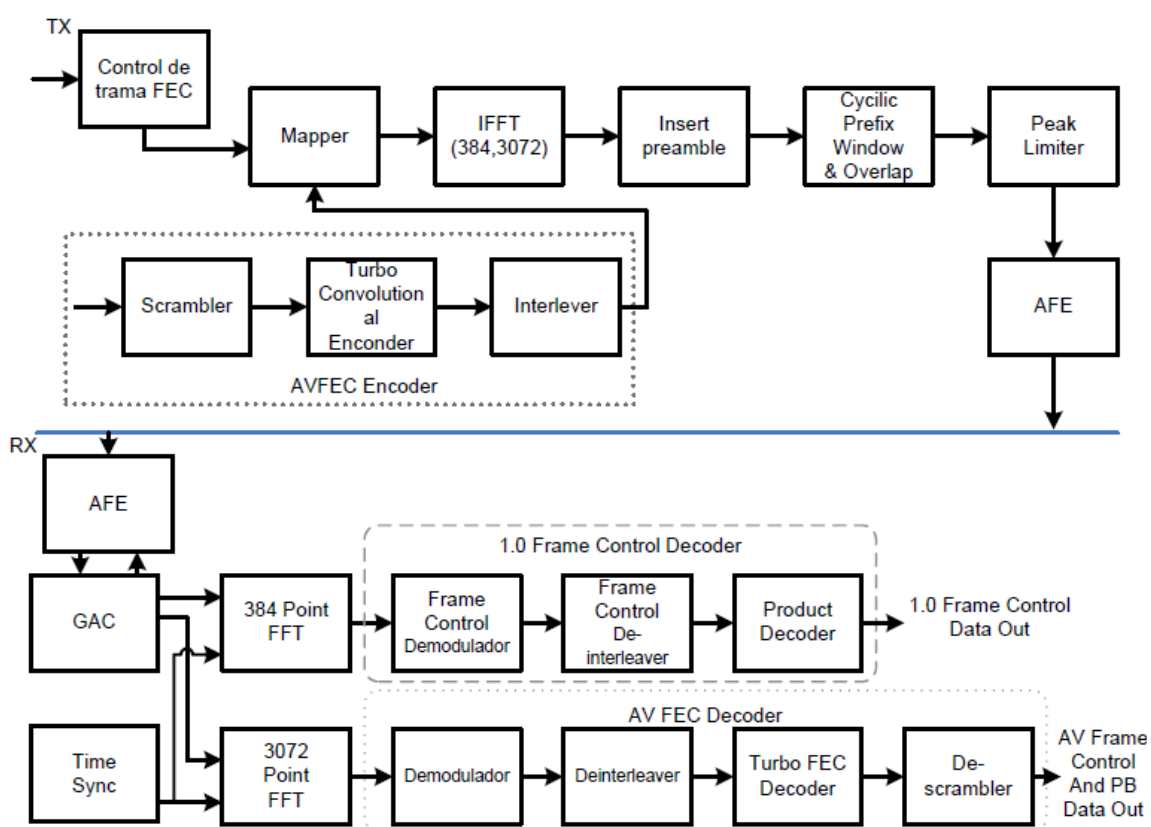 TX
Control de
trama FEC
Mapper
IFFT
(384,3072)
Insert
preamble
Cycilic
Prefix
Window
& Overlap
Peak
Limiter
Scrambler
Turbo
Convolution
al
Enconder
Interlever
AFE
AVFEC Encoder
RX
AFE
1.0 Frame Control Decoder
GAC
384 Point
FFT
Frame
Control
Demodulador
Frame
Control
De-
interleaver
Product
Decoder
1.0 Frame Control
Data Out
AV FEC Decoder
Time
Sync
3072
Point
FFT
Demodulador
Deinterleaver
Turbo FEC
Decoder
De-
scrambler
AV Frame
Control
And PB
Data Out